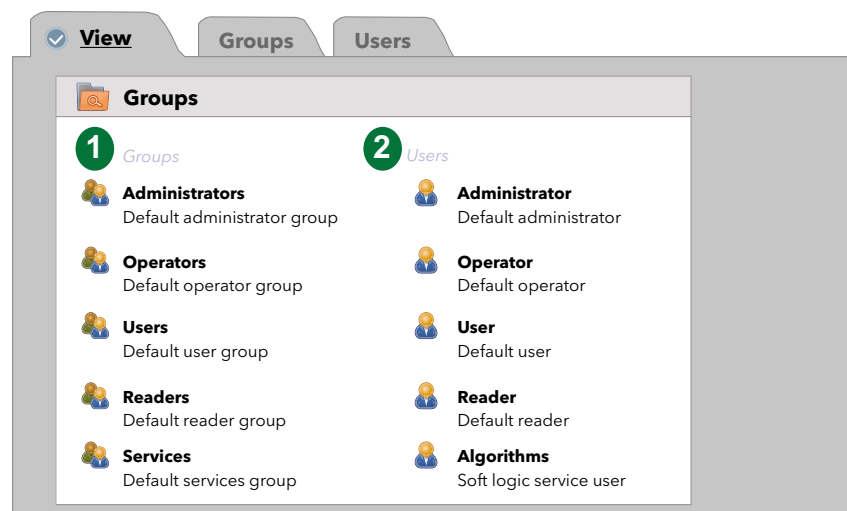 View
Groups
Users
Groups
1
Groups
2
Users
Administrators
Default administrator group
Administrator
Default administrator
Operators
Default operator group
Operator
Default operator
Users
Default user group
User
Default user
Readers
Default reader group
Reader
Default reader
Services
Default services group
Algorithms
Soft logic service user